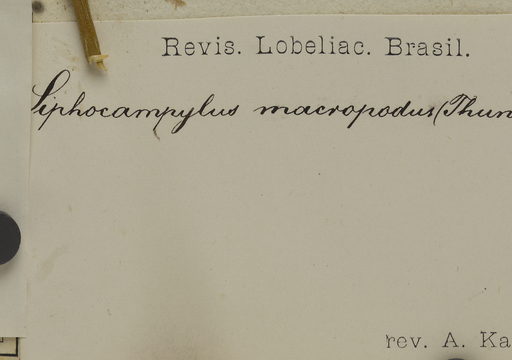 Revis. Lobeliac. Brasil.
Siphocampylus macropodus (Thun
rev. A. Ka